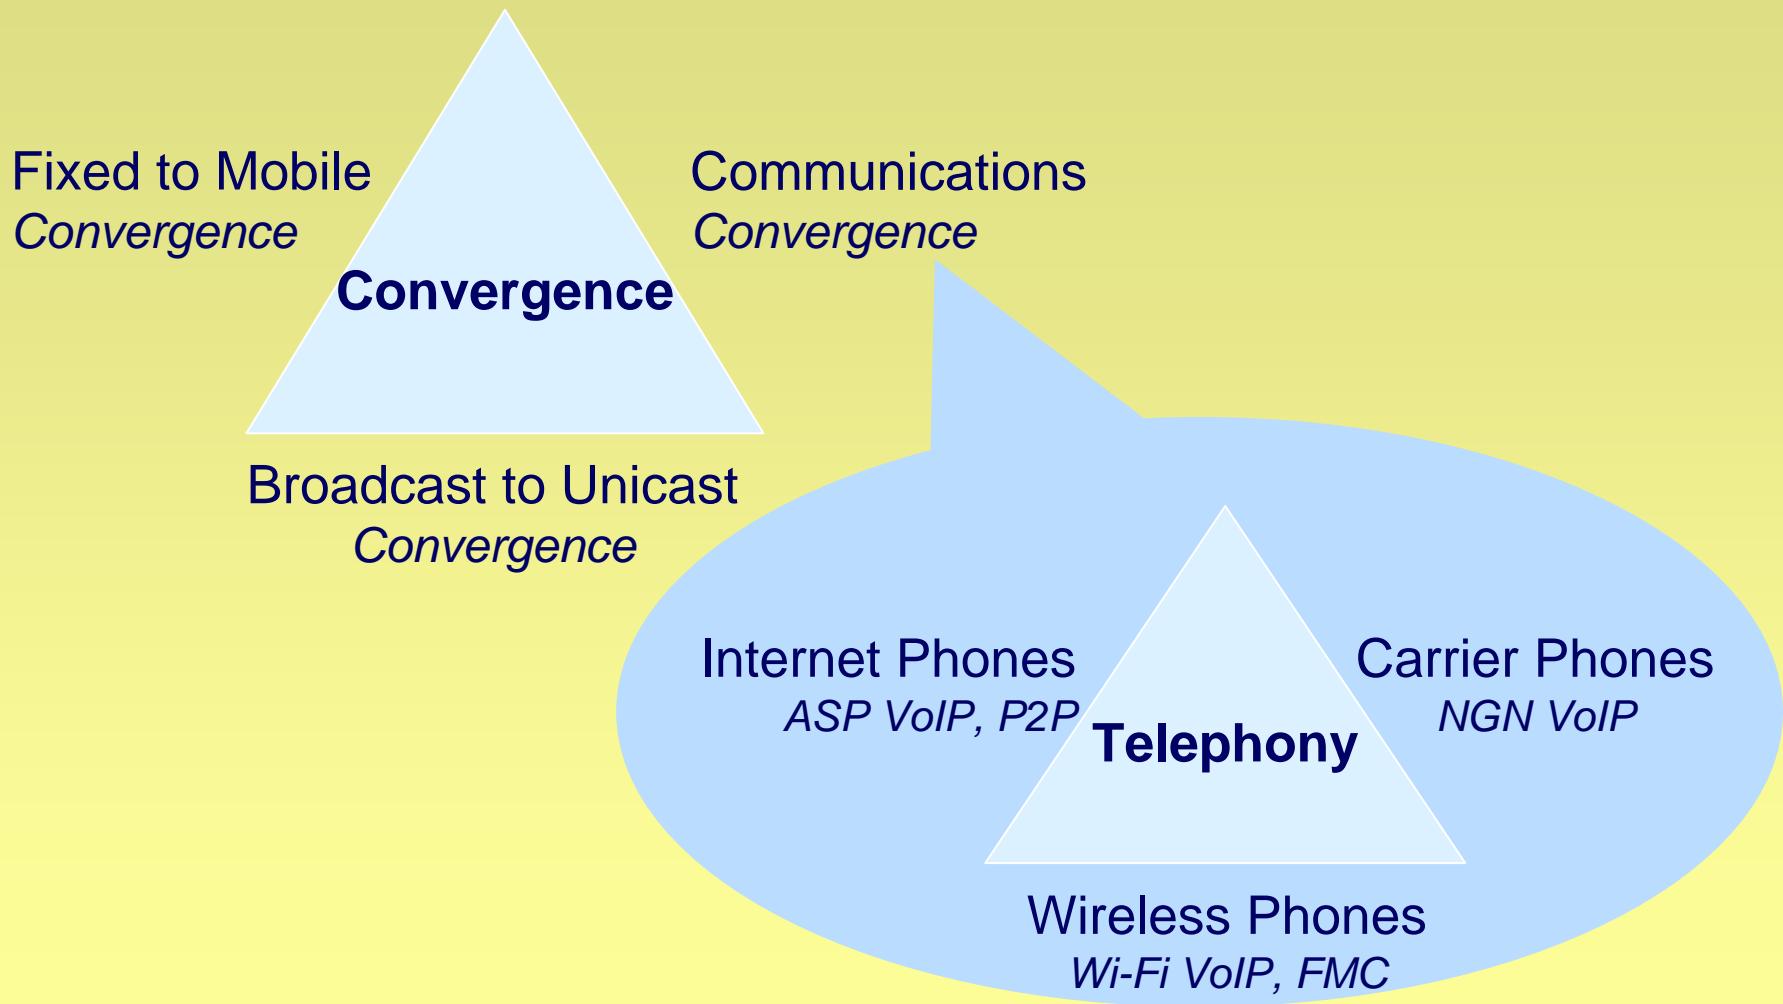 Fixed to Mobile
Convergence
Communications
Convergence
Convergence
Broadcast to Unicast
Convergence
Internet Phones
ASP VoIP, P2P
Carrier Phones
NGN VoIP
Telephony
Wireless Phones
Wi-Fi VoIP, FMC